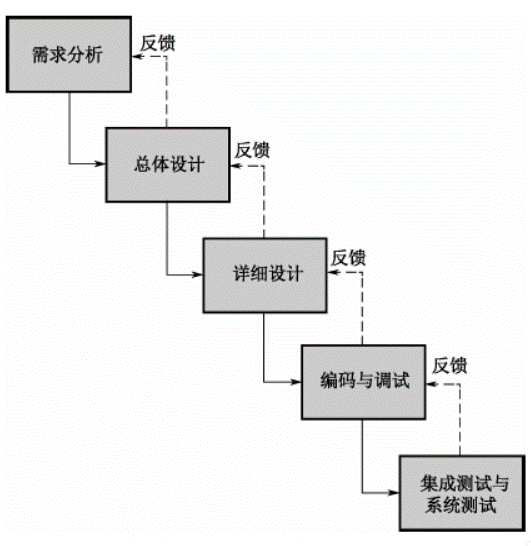 反馈
需求分析
反馈
总体设计
反馈
详细设计
反馈
编码与调试
集成测试与
系统测试